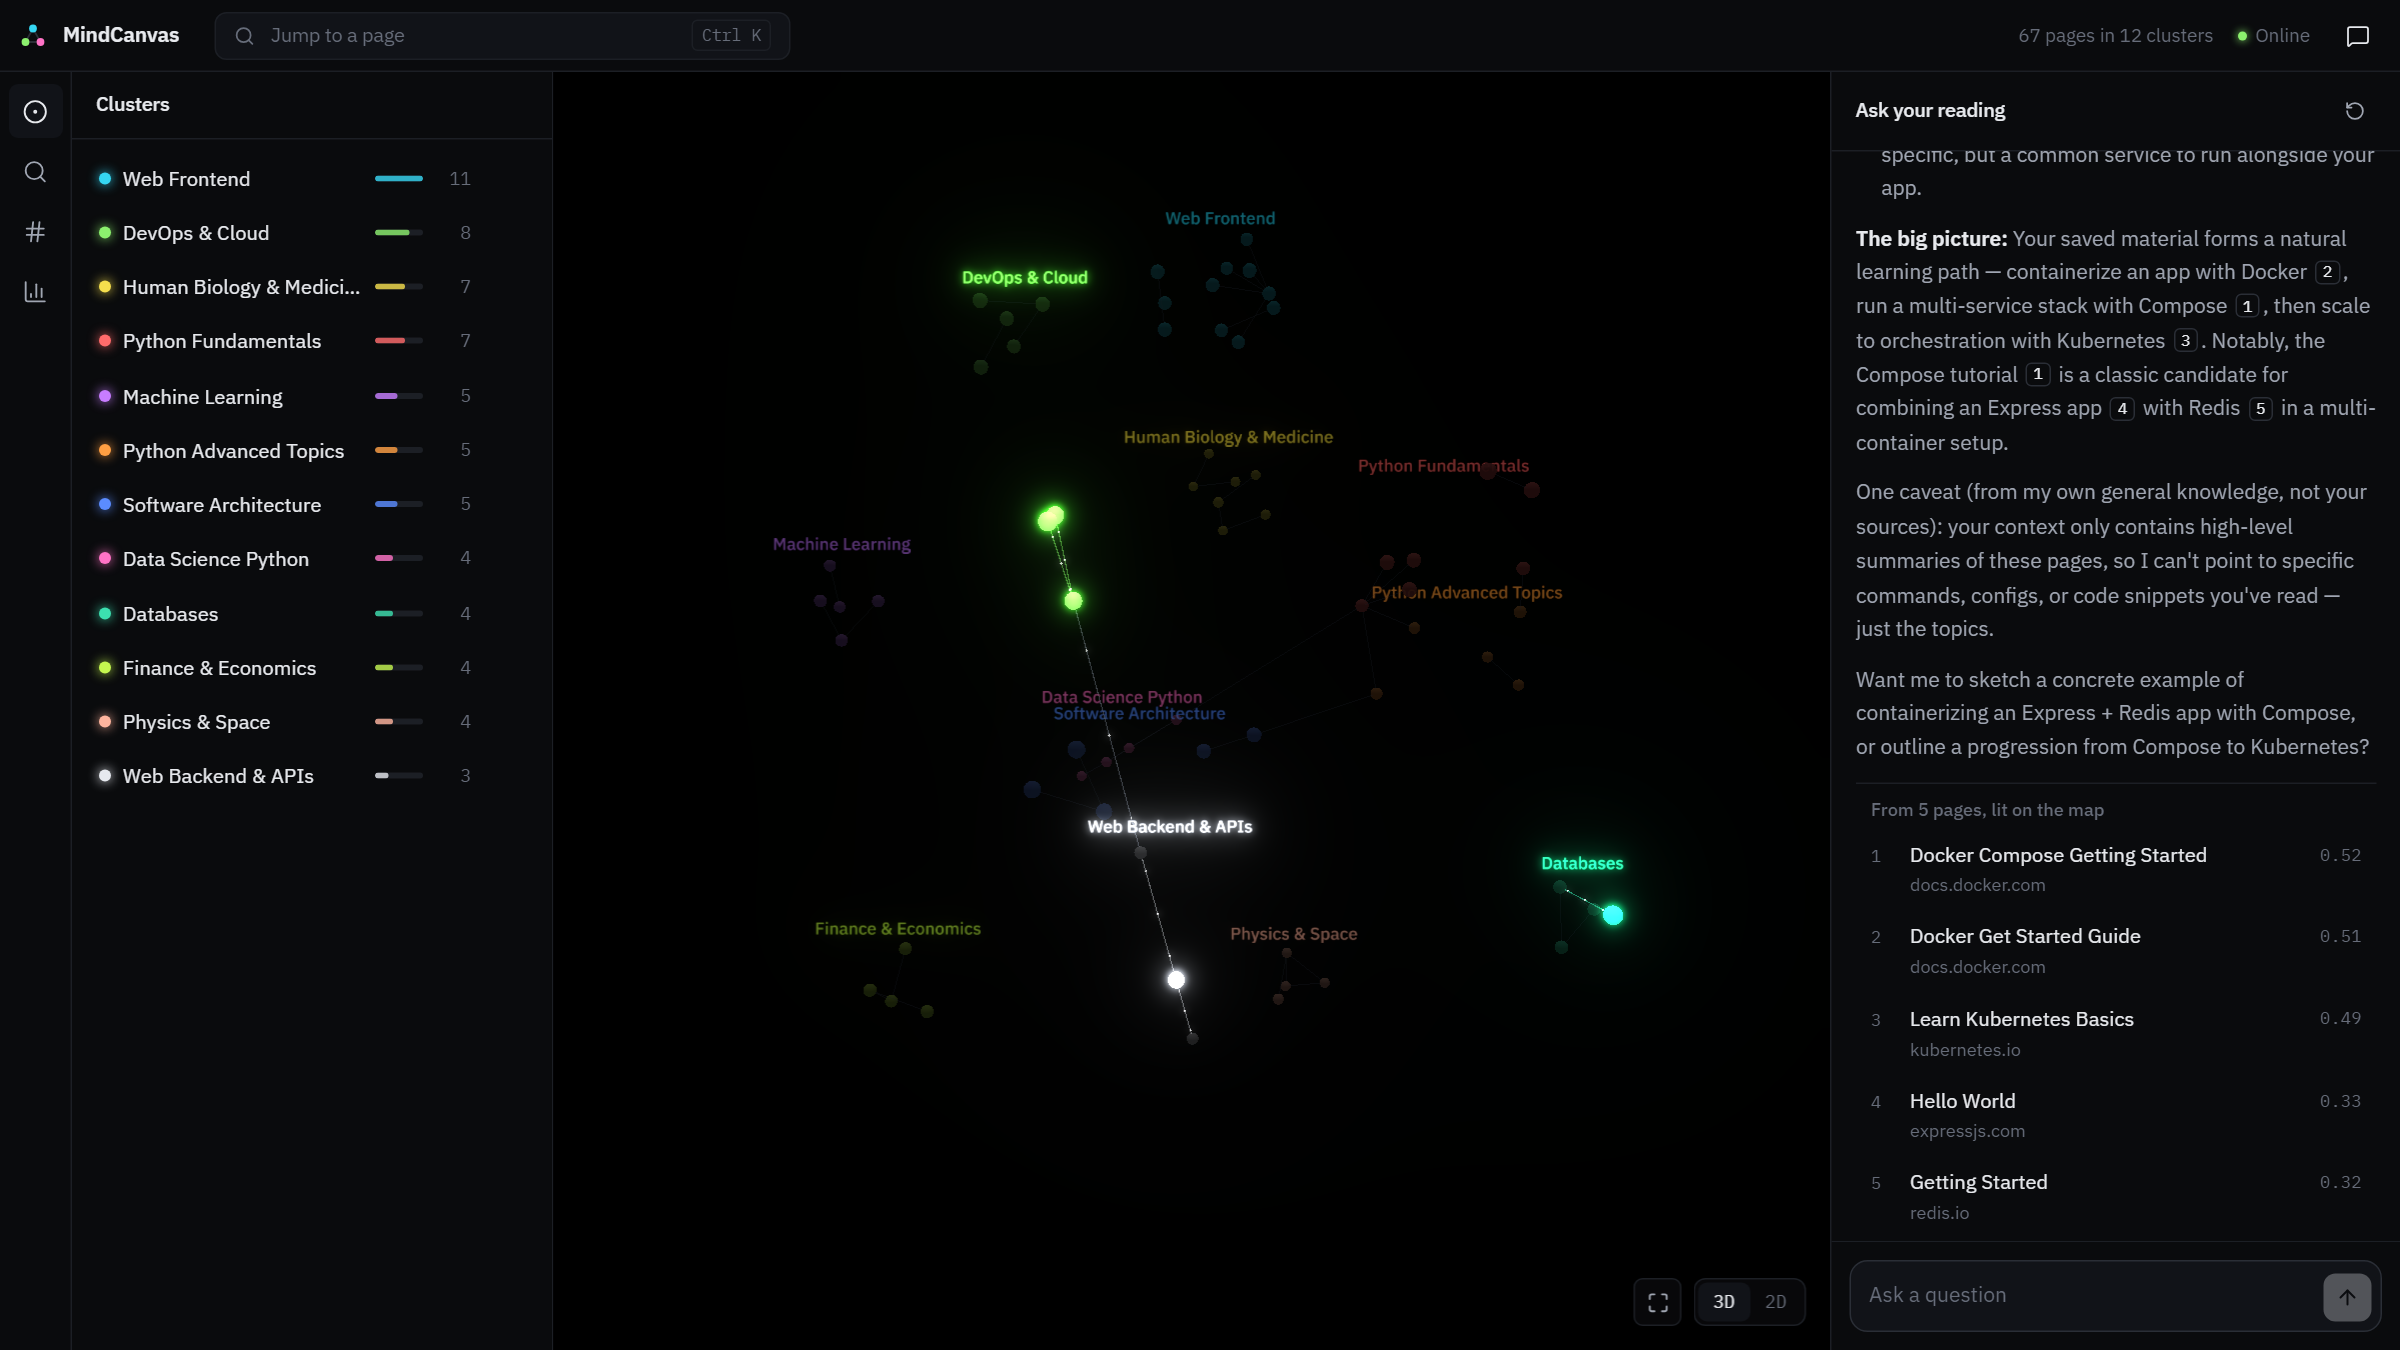 MindCanvas
Jump to a page
Ctrl K
67 pages in 12 clusters
Online
Clusters
Web Frontend 11
DevOps & Cloud 8
Human Biology & Medici... 7
Python Fundamentals 7
Machine Learning 5
Python Advanced Topics 5
Software Architecture 5
Data Science Python 4
Databases 4
Finance & Economics 4
Physics & Space 4
Web Backend & APIs 3
Web Frontend
DevOps & Cloud
Human Biology & Medicine
Python Fundamentals
Machine Learning
Python Advanced Topics
Data Science Python
Software Architecture
Web Backend & APIs
Databases
Finance & Economics
Physics & Space
3D 2D
Ask your reading
specific, but a common service to run alongside your
app.
The big picture: Your saved material forms a natural
learning path — containerize an app with Docker 2 ,
run a multi-service stack with Compose 1 , then scale
to orchestration with Kubernetes 3 . Notably, the
Compose tutorial 1 is a classic candidate for
combining an Express app 4 with Redis 5 in a multi-
container setup.
One caveat (from my own general knowledge, not your
sources): your context only contains high-level
summaries of these pages, so I can't point to specific
commands, configs, or code snippets you've read —
just the topics.
Want me to sketch a concrete example of
containerizing an Express + Redis app with Compose,
or outline a progression from Compose to Kubernetes?
From 5 pages, lit on the map
1 Docker Compose Getting Started 0.52
docs.docker.com
2 Docker Get Started Guide 0.51
docs.docker.com
3 Learn Kubernetes Basics 0.49
kubernetes.io
4 Hello World 0.33
expressjs.com
5 Getting Started 0.32
redis.io
Ask a question